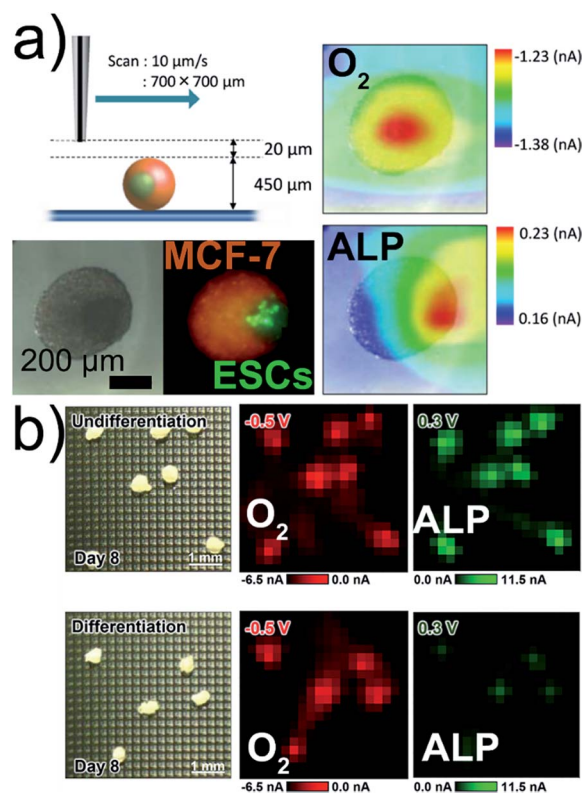 a)
Scan : 10 μm/s
: 700 × 700 μm
20 μm
450 μm
O2
-1.23 (nA)
-1.38 (nA)
200 μm
MCF-7
ESCs
ALP
0.23 (nA)
0.16 (nA)
b)
Undifferentiation
Day 8
1 mm
-0.5 V
O2
-6.5 nA
0.0 nA
0.3 V
ALP
0.0 nA
11.5 nA
Differentiation
Day 8
1 mm
-0.5 V
O2
-6.5 nA
0.0 nA
0.3 V
ALP
0.0 nA
11.5 nA